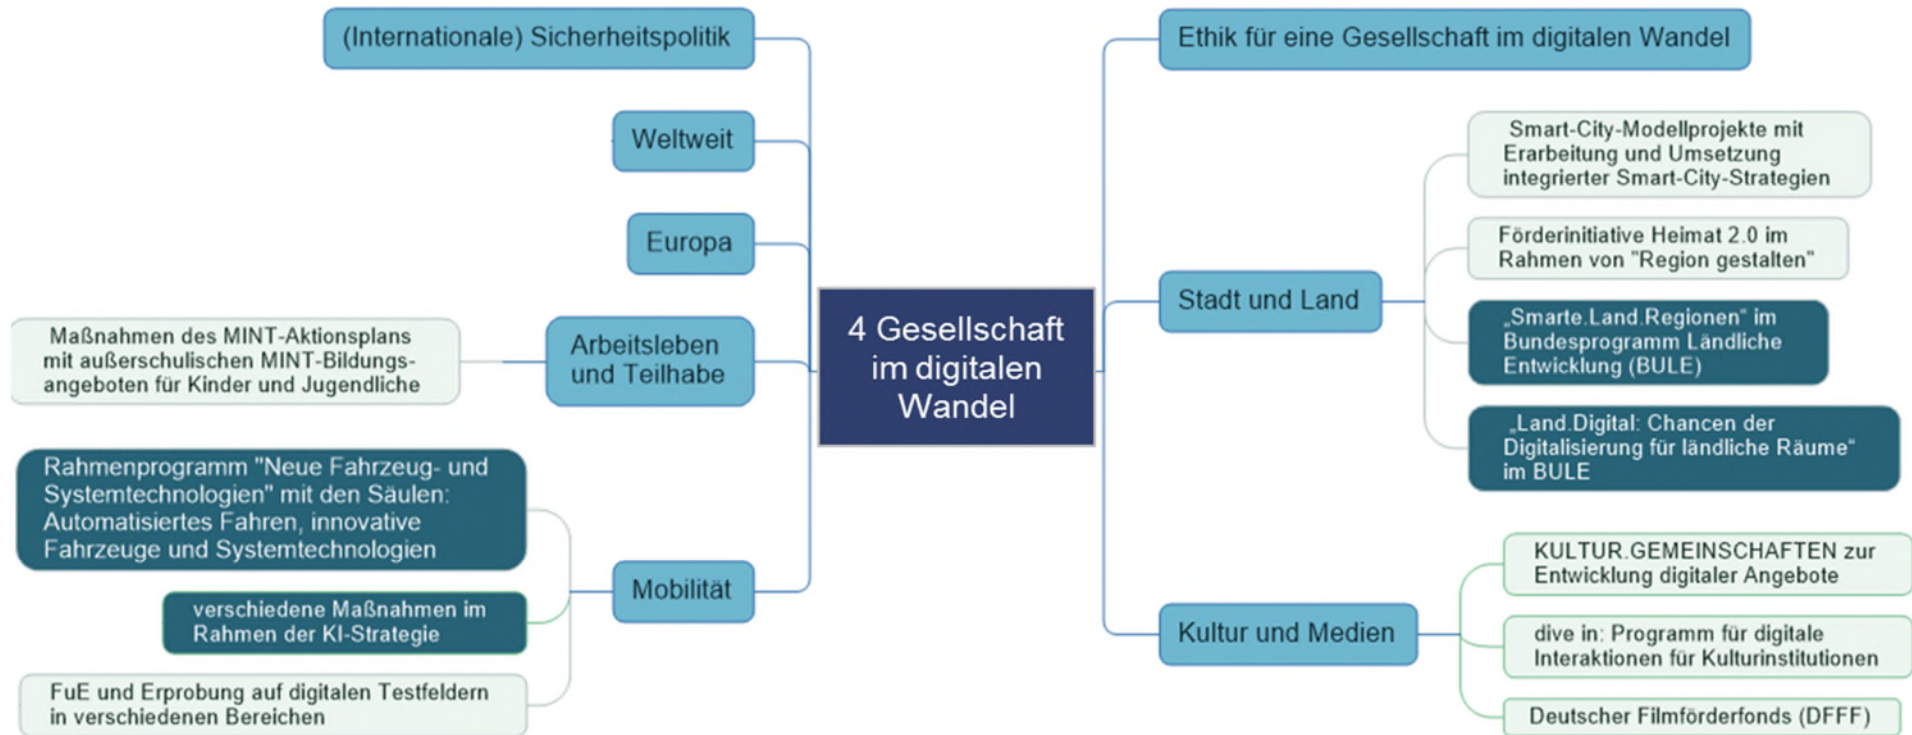 (Internationale) Sicherheitspolitik
Weltweit
Europa
Arbeitsleben
und Teilhabe
Maßnahmen des MINT-Aktionsplans
mit außerschulischen MINT-Bildungs-
angeboten für Kinder und Jugendliche
Mobilität
Rahmenprogramm "Neue Fahrzeug- und
Systemtechnologien" mit den Säulen:
Automatisiertes Fahren, innovative
Fahrzeuge und Systemtechnologien
verschiedene Maßnahmen im
Rahmen der KI-Strategie
FuE und Erprobung auf digitalen Testfeldern
in verschiedenen Bereichen
4 Gesellschaft
im digitalen
Wandel
Ethik für eine Gesellschaft im digitalen Wandel
Stadt und Land
Smart-City-Modellprojekte mit
Erarbeitung und Umsetzung
integrierter Smart-City-Strategien
Förderinitiative Heimat 2.0 im
Rahmen von "Region gestalten"
„Smarte.Land.Regionen“ im
Bundesprogramm Ländliche
Entwicklung (BULE)
„Land.Digital: Chancen der
Digitalisierung für ländliche Räume“
im BULE
Kultur und Medien
KULTUR.GEMEINSCHAFTEN zur
Entwicklung digitaler Angebote
dive in: Programm für digitale
Interaktionen für Kulturinstitutionen
Deutscher Filmförderfonds (DFFF)